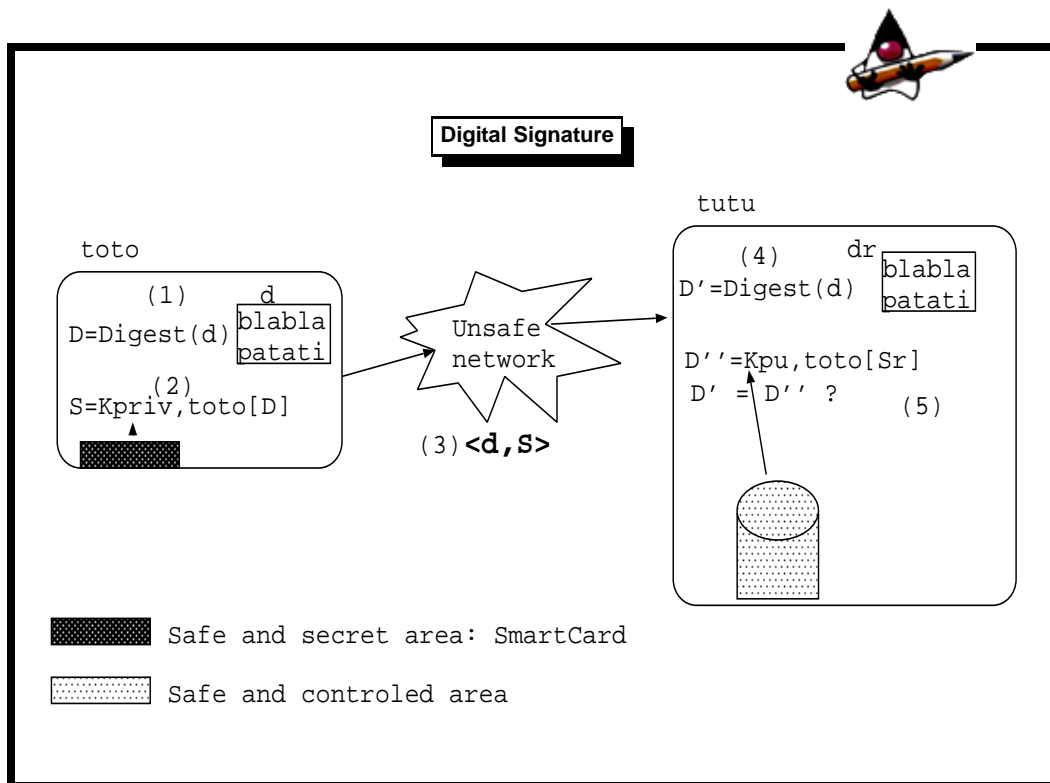 Digital Signature
toto
(1)
d
D=Digest(d)
blabla
patati
(2)
S=Kpriv,toto[D]
Unsafe
network
(3)<d,S>
tutu
(4)
dr
D'=Digest(d)
blabla
patati
D''=Kpu,toto[Sr]
D' = D'' ?
(5)
Safe and secret area: SmartCard
Safe and controled area